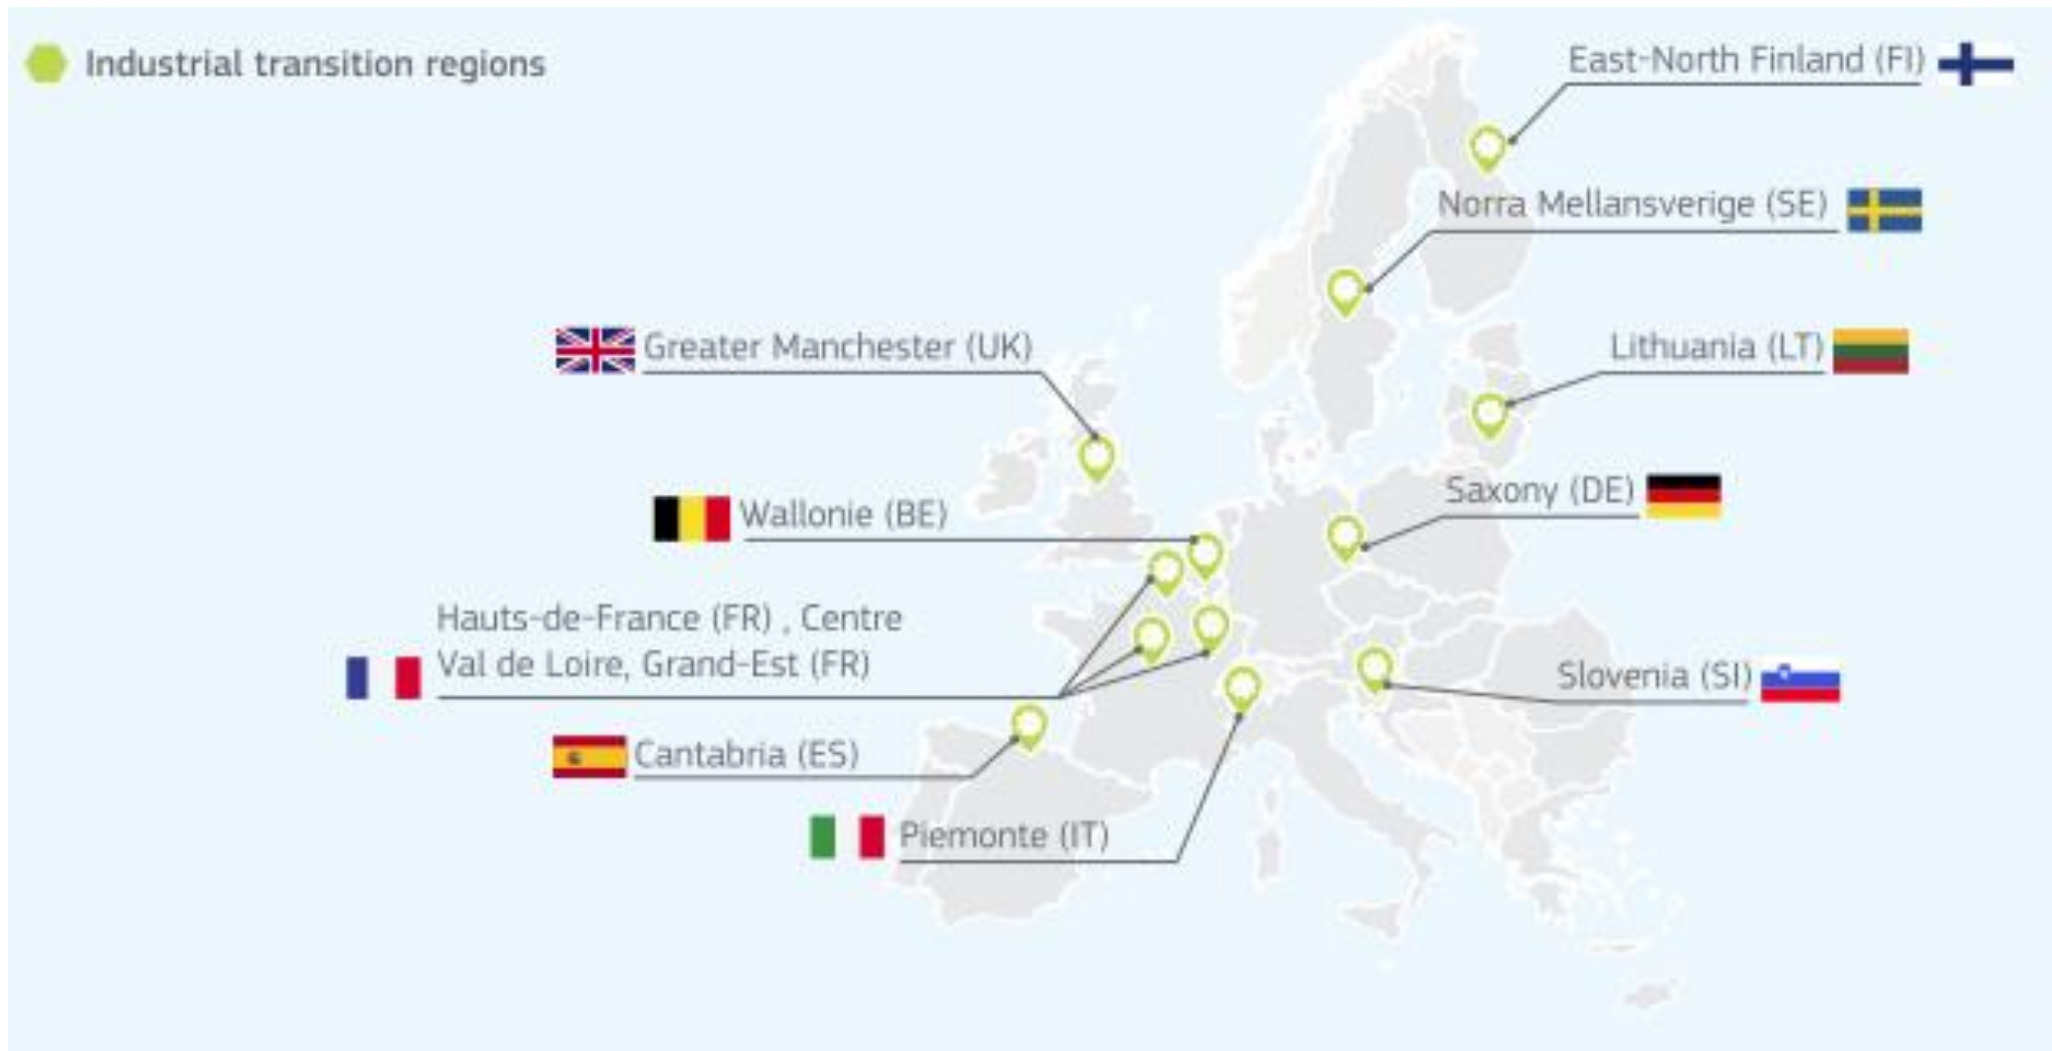 Industrial transition regions
East-North Finland (FI)
Norra Mellansverige (SE)
Greater Manchester (UK)
Lithuania (LT)
Saxony (DE)
Wallonie (BE)
Hauts-de-France (FR) , Centre
Val de Loire, Grand-Est (FR)
Slovenia (SI)
Cantabria (ES)
Piemonte (IT)